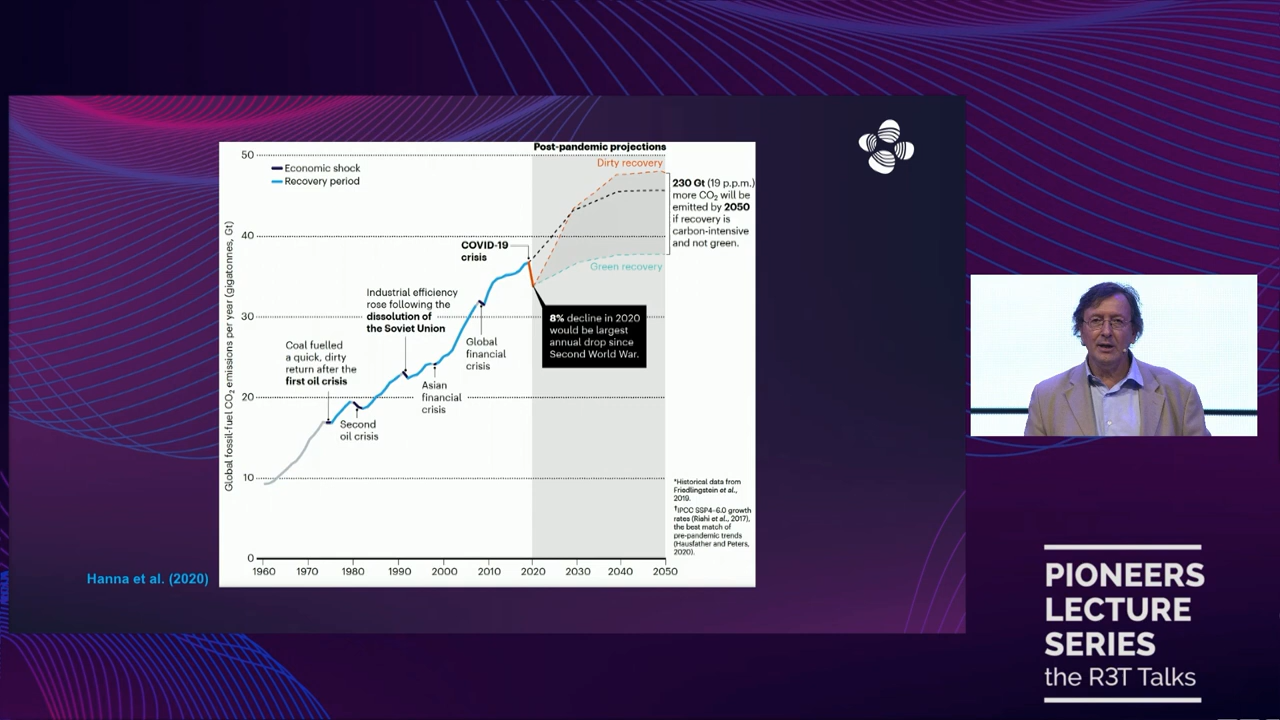 Post-pandemic projections
50
Economic shock
Recovery period
Dirty recovery
230 Gt (19 p.p.m.)
more CO₂ will be
emitted by 2050
if recovery is
carbon-intensive
and not green.
40
COVID-19
crisis
Green recovery
Industrial efficiency
rose following the
dissolution of
the Soviet Union
30
8% decline in 2020
would be largest
annual drop since
Second World War.
Global
financial
crisis
Coal fuelled
a quick, dirty
return after the
first oil crisis
Asian
financial
crisis
20
Second
oil crisis
Global fossil-fuel CO₂ emissions per year (gigatonnes, Gt)
10
*Historical data from
Friedlingstein et al.,
2019.
†IPCC SSP4-6.0 growth
rates (Riahi et al., 2017),
the best match of
pre-pandemic trends
(Hausfather and Peters,
2020).
0
1960 1970 1980 1990 2000 2010 2020 2030 2040 2050
Hanna et al. (2020)
PIONEERS
LECTURE
SERIES
the R3T Talks